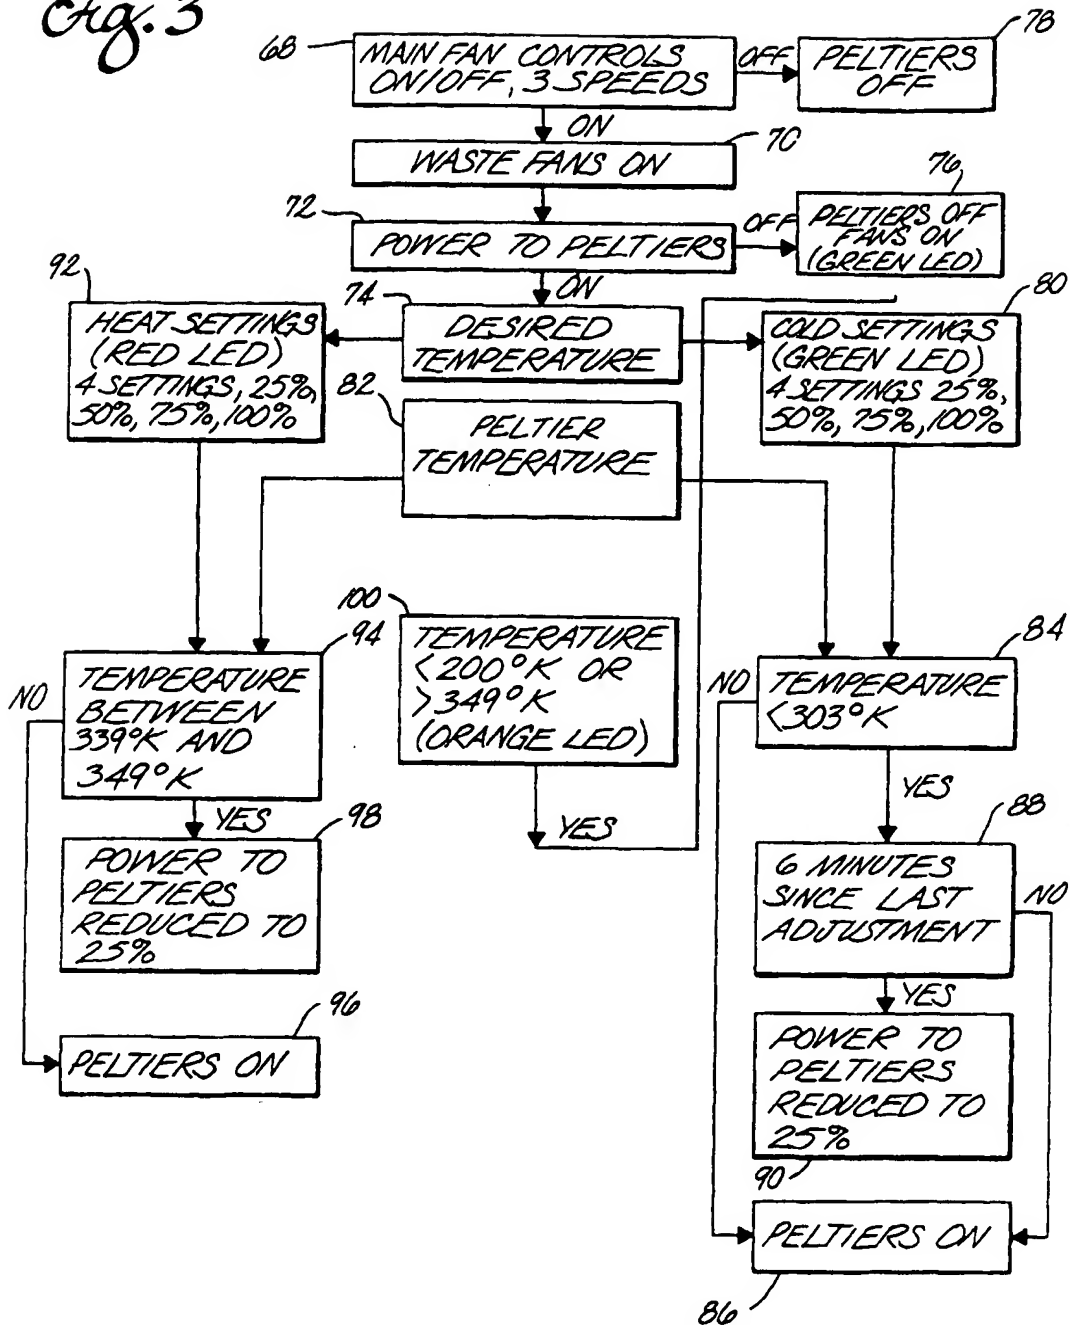 Fig. 3
68
MAIN FAN CONTROLS
ON/OFF, 3 SPEEDS
OFF
PELTIERS
OFF
78
ON
70
WASTE FANS ON
72
POWER TO PELTIERS
OFF
76
PELTIERS OFF
FANS ON
(GREEN LED)
ON
92
HEAT SETTINGS
(RED LED)
4 SETTINGS, 25%,
50%, 75%, 100%
74
DESIRED
TEMPERATURE
80
COLD SETTINGS
(GREEN LED)
4 SETTINGS 25%,
50%, 75%, 100%
82
PELTIER
TEMPERATURE
94
TEMPERATURE
BETWEEN
339°K AND
349°K
NO
100
TEMPERATURE
<200°K OR
>349°K
(ORANGE LED)
YES
84
NO
TEMPERATURE
<303°K
YES
YES
98
POWER TO
PELTIERS
REDUCED TO
25%
88
6 MINUTES
SINCE LAST
ADJUSTMENT
NO
YES
96
PELTIERS ON
POWER TO
PELTIERS
REDUCED TO
25%
90
PELTIERS ON
86